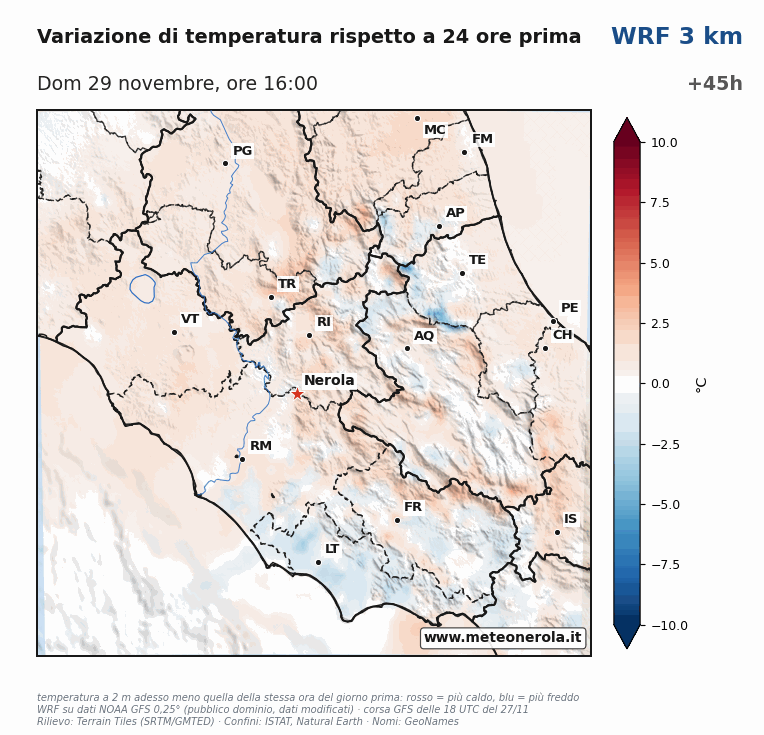 Variazione di temperatura rispetto a 24 ore prima
WRF 3 km
Dom 29 novembre, ore 16:00
+45h
MC
FM
PG
AP
TE
TR
PE
VT
RI
AQ
CH
Nerola
RM
FR
IS
LT
www.meteonerola.it
10.0
7.5
5.0
2.5
0.0
−2.5
−5.0
−7.5
−10.0
°C
temperatura a 2 m adesso meno quella della stessa ora del giorno prima: rosso = più caldo, blu = più freddo
WRF su dati NOAA GFS 0,25° (pubblico dominio, dati modificati) · corsa GFS delle 18 UTC del 27/11
Rilievo: Terrain Tiles (SRTM/GMTED) · Confini: ISTAT, Natural Earth · Nomi: GeoNames